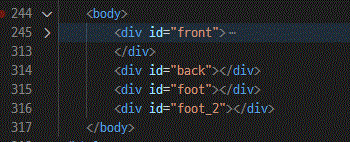 244 <body>
245 <div id="front">⋯
313 </div>
314 <div id="back"></div>
315 <div id="foot"></div>
316 <div id="foot_2"></div>
317 </body>